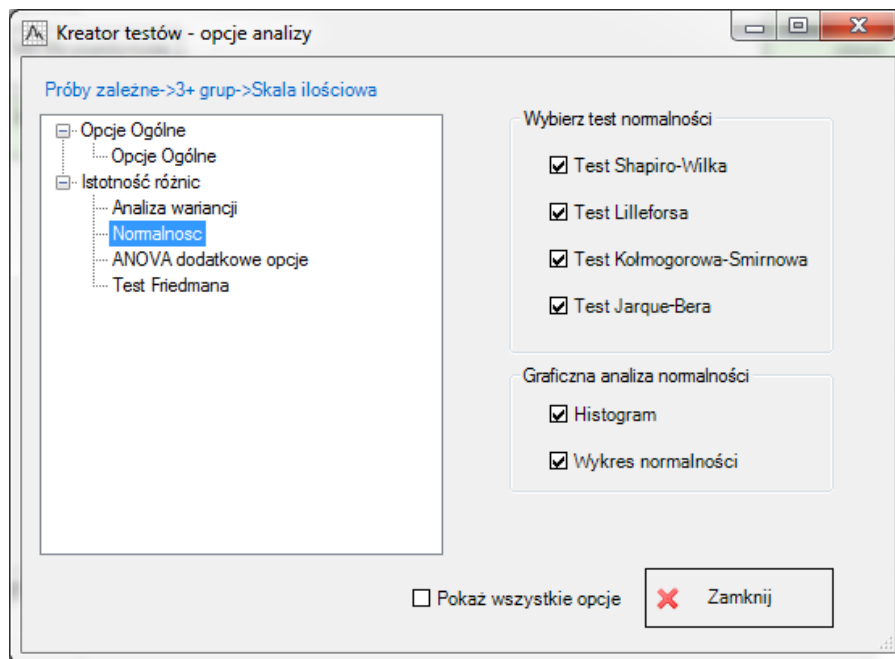 Kreator testów - opcje analizy
Próby zależne->3+ grup->Skala ilościowa
Opcje Ogólne
Opcje Ogólne
Istotność różnic
Analiza wariancji
Normalnosc
ANOVA dodatkowe opcje
Test Friedmana
Wybierz test normalności
Test Shapiro-Wilka
Test Lilleforsa
Test Kołmogorowa-Smirnowa
Test Jarque-Bera
Graficzna analiza normalności
Histogram
Wykres normalności
Pokaż wszystkie opcje
Zamknij